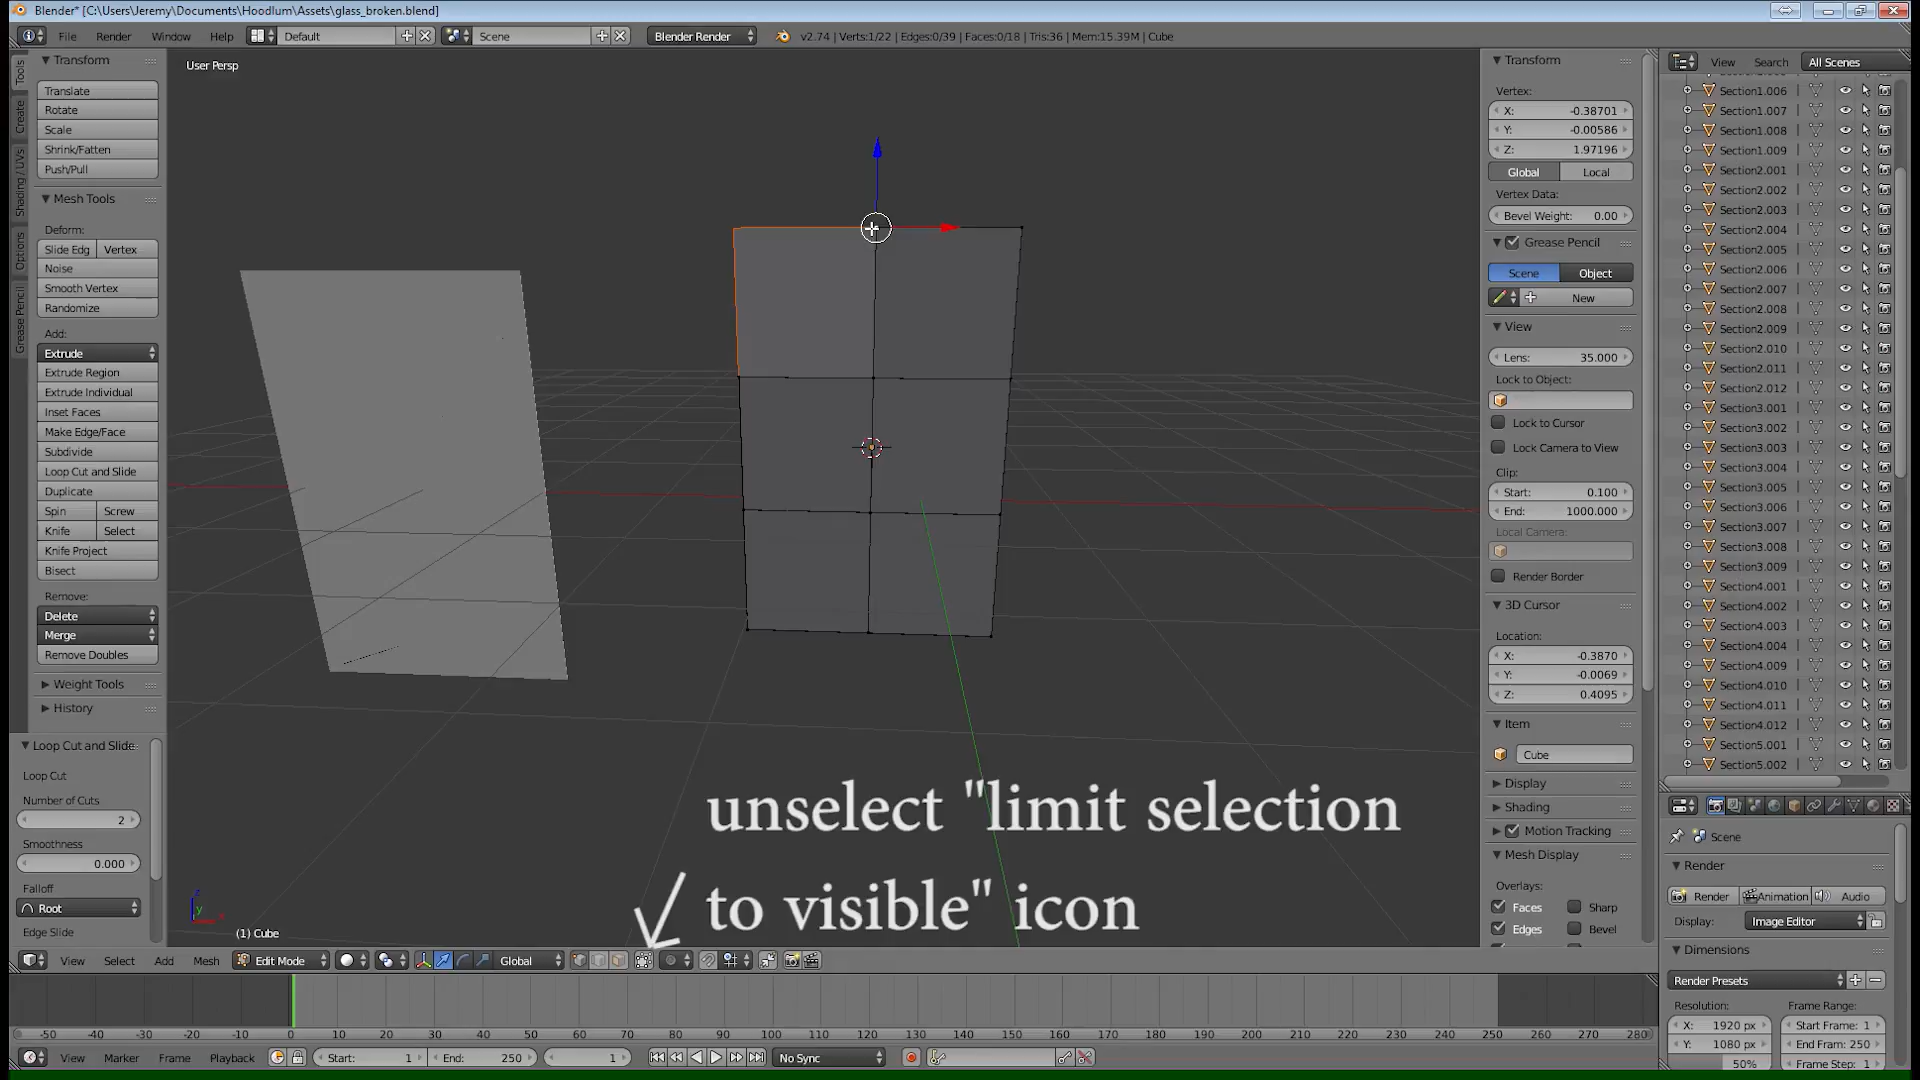 Blender* [C:\Users\Jeremy\Documents\Hoodlum\Assets\glass_broken.blend]
File Render Window Help Default Scene Blender Render v2.74 | Verts:1/22 | Edges:0/39 | Faces:0/18 | Tris:36 | Mem:15.39M | Cube
Tools
Create
Shading / UVs
Options
Grease Pencil
Transform
Translate
Rotate
Scale
Shrink/Fatten
Push/Pull
Mesh Tools
Deform:
Slide Edg Vertex
Noise
Smooth Vertex
Randomize
Add:
Extrude
Extrude Region
Extrude Individual
Inset Faces
Make Edge/Face
Subdivide
Loop Cut and Slide
Duplicate
Spin Screw
Knife Select
Knife Project
Bisect
Remove:
Delete
Merge
Remove Doubles
Weight Tools
History
Loop Cut and Slide
Loop Cut
Number of Cuts
2
Smoothness
0.000
Falloff
Root
Edge Slide
User Persp
unselect "limit selection
to visible" icon
(1) Cube
z
y
x
View Select Add Mesh Edit Mode Global
Transform
Vertex:
X: -0.38701
Y: -0.00586
Z: 1.97196
Global Local
Vertex Data:
Bevel Weight: 0.00
Grease Pencil
Scene Object
New
View
Lens: 35.000
Lock to Object:
Lock to Cursor
Lock Camera to View
Clip:
Start: 0.100
End: 1000.000
Local Camera:
Render Border
3D Cursor
Location:
X: -0.3870
Y: -0.0069
Z: 0.4095
Item
Cube
Display
Shading
Motion Tracking
Mesh Display
Overlays:
Faces Sharp
Edges Bevel
View Search All Scenes
Section1.006
Section1.007
Section1.008
Section1.009
Section2.001
Section2.002
Section2.003
Section2.004
Section2.005
Section2.006
Section2.007
Section2.008
Section2.009
Section2.010
Section2.011
Section2.012
Section3.001
Section3.002
Section3.003
Section3.004
Section3.005
Section3.006
Section3.007
Section3.008
Section3.009
Section4.001
Section4.002
Section4.003
Section4.004
Section4.009
Section4.010
Section4.011
Section4.012
Section5.001
Section5.002
Scene
Render
Render Animation Audio
Display: Image Editor
Dimensions
Render Presets
Resolution: Frame Range:
X: 1920 px Start Frame: 1
Y: 1080 px End Fram: 250
50% Frame Step: 1
-50 -40 -30 -20 -10 0 10 20 30 40 50 60 70 80 90 100 110 120 130 140 150 160 170 180 190 200 210 220 230 240 250 260 270 280
View Marker Frame Playback Start: 1 End: 250 1 No Sync